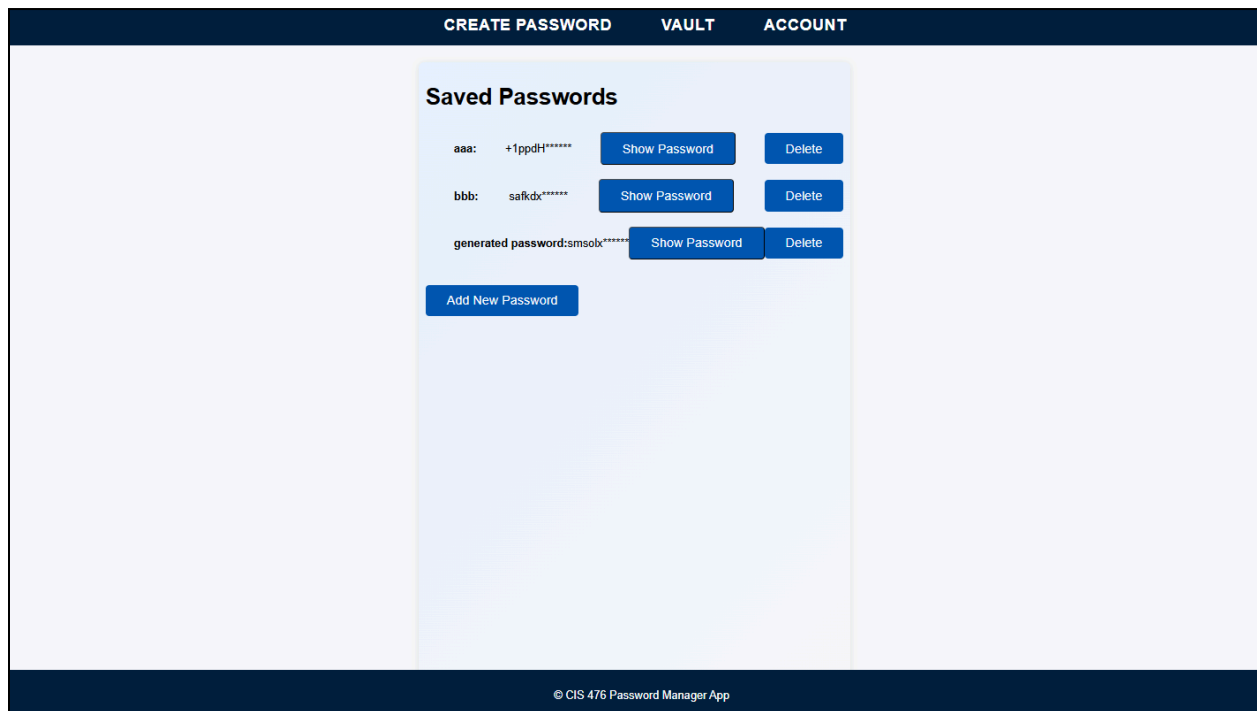 CREATE PASSWORD VAULT ACCOUNT
Saved Passwords
aaa: +1ppdH****** Show Password Delete
bbb: safkdx****** Show Password Delete
generated password:smsolx****** Show Password Delete
Add New Password
© CIS 476 Password Manager App